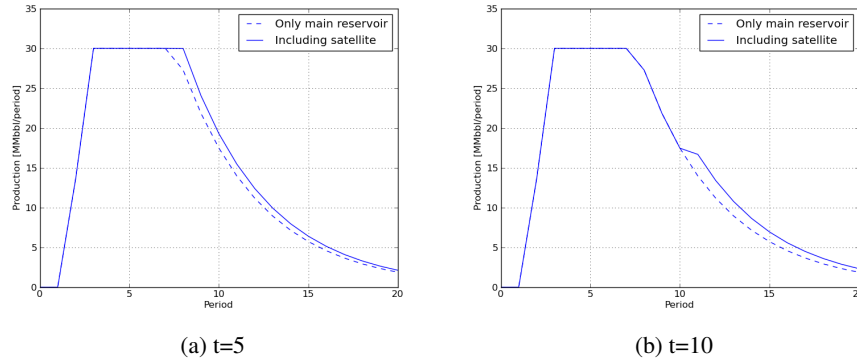 Only main reservoir
Including satellite
Production [MMbbl/period]
35
30
25
20
15
10
5
0
0 5 10 15 20
Period
(a) t=5
Only main reservoir
Including satellite
Production [MMbbl/period]
35
30
25
20
15
10
5
0
0 5 10 15 20
Period
(b) t=10